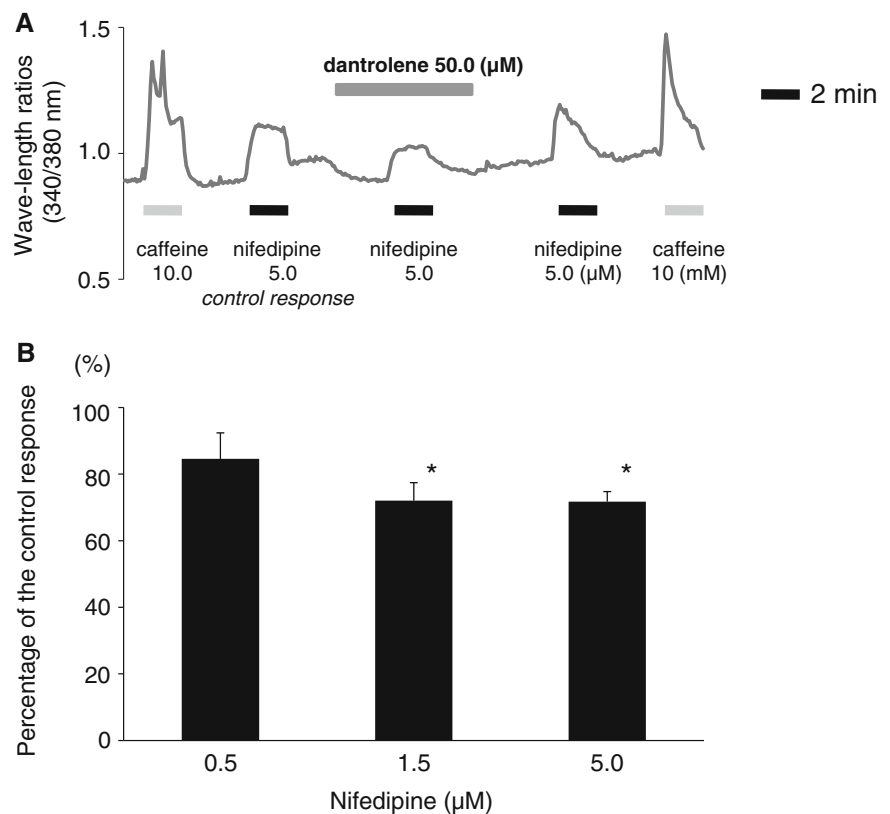 A
Wave-length ratios
(340/380 nm)
1.5
1.0
0.5
dantrolene 50.0 (µM)
2 min
caffeine
10.0
nifedipine
5.0
control response
nifedipine
5.0
nifedipine
5.0 (µM)
caffeine
10 (mM)
B
(%)
Percentage of the control response
100
80
60
40
20
0
*
*
0.5
1.5
5.0
Nifedipine (µM)